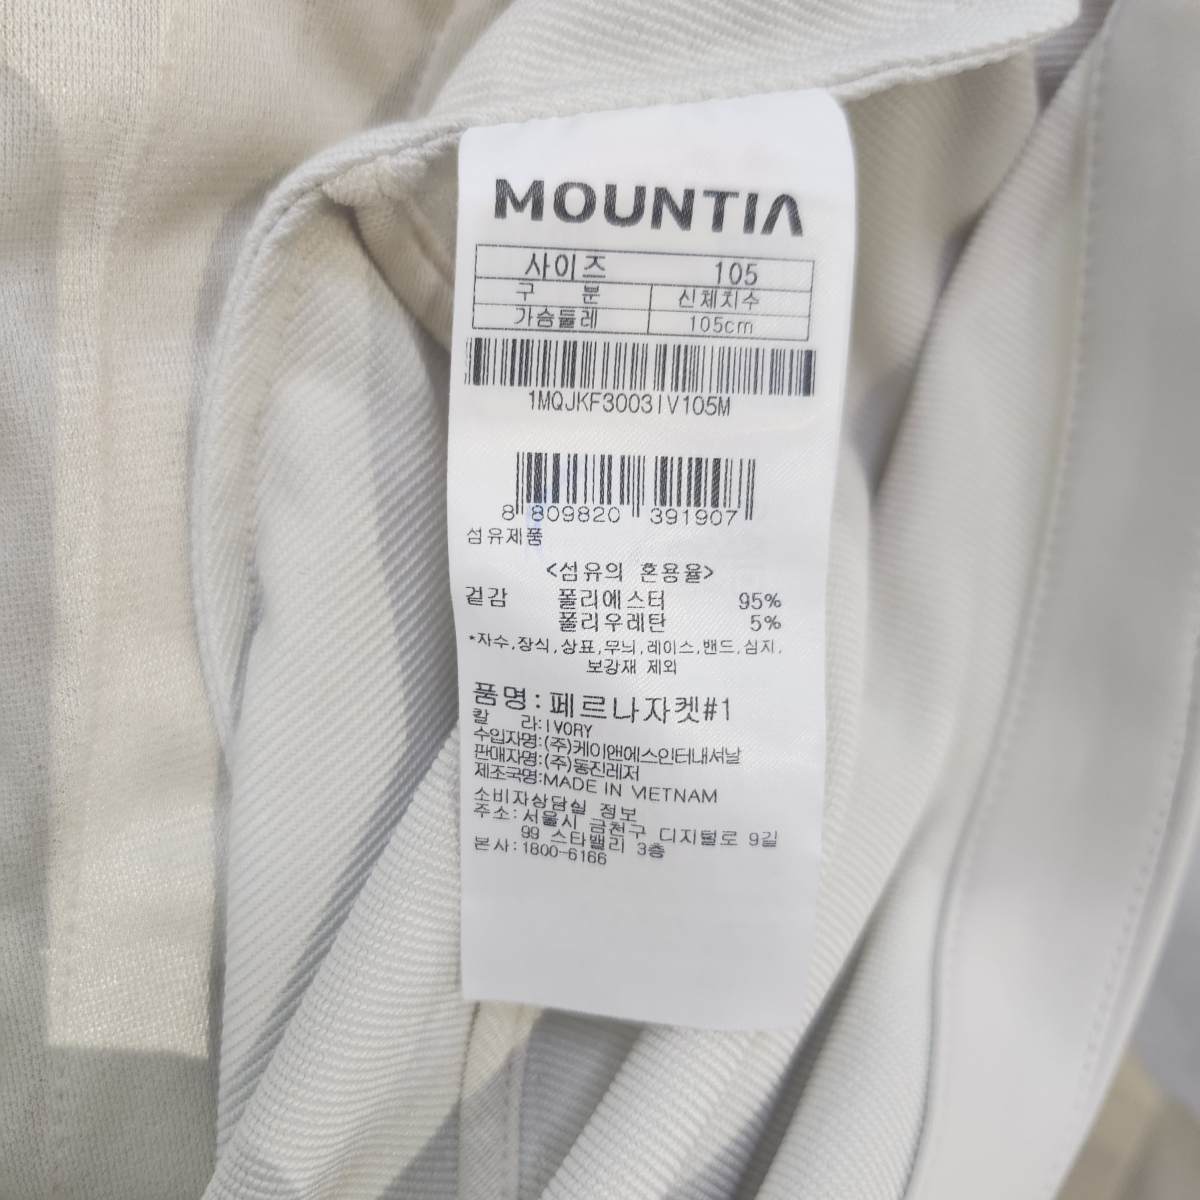 MOUNTIA
사이즈 105
구 분 신체치수
가슴둘레 105cm
1MQJKF3003IV105M
8 809820 391907
섬유제품
<섬유의 혼용율>
겉감 폴리에스터 95%
폴리우레탄 5%
*자수,장식,상표,무늬,레이스,밴드,심지,
보강재 제외
품명:페르나자켓#1
칼 라:IVORY
수입자명:(주)케이앤에스인터내셔날
판매자명:(주)동진레저
제조국명:MADE IN VIETNAM
소비자상담실 정보
주소:서울시 금천구 디지털로 9길
99 스타밸리 3층
본사:1800-6166